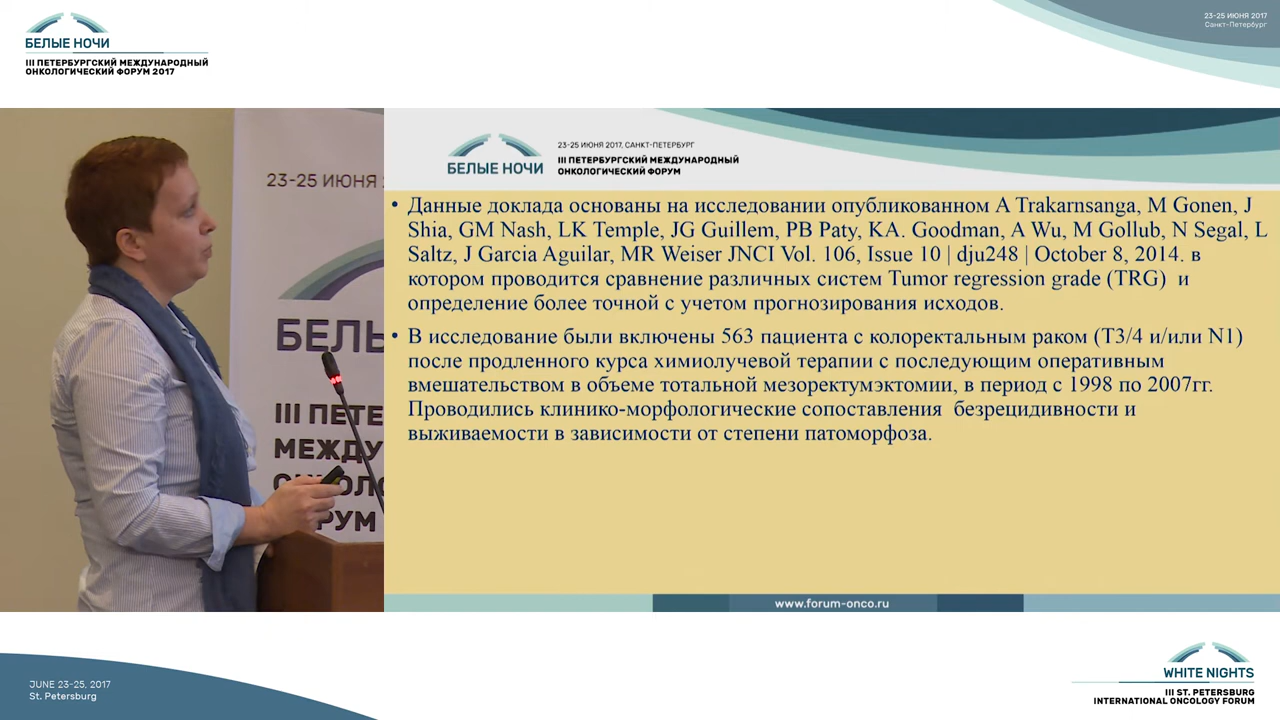 БЕЛЫЕ НОЧИ
III ПЕТЕРБУРГСКИЙ МЕЖДУНАРОДНЫЙ
ОНКОЛОГИЧЕСКИЙ ФОРУМ 2017
23-25 ИЮНЯ 2017
Санкт-Петербург
23-25 ИЮНЯ
БЕЛЫ
III ПЕТЕ
МЕЖДУ
ОНКОЛ
ФОРУМ
БЕЛЫЕ НОЧИ
23-25 ИЮНЯ 2017, САНКТ-ПЕТЕРБУРГ
III ПЕТЕРБУРГСКИЙ МЕЖДУНАРОДНЫЙ
ОНКОЛОГИЧЕСКИЙ ФОРУМ
• Данные доклада основаны на исследовании опубликованном A Trakarnsanga, M Gonen, J
Shia, GM Nash, LK Temple, JG Guillem, PB Paty, KA. Goodman, A Wu, M Gollub, N Segal, L
Saltz, J Garcia Aguilar, MR Weiser JNCI Vol. 106, Issue 10 | dju248 | October 8, 2014. в
котором проводится сравнение различных систем Tumor regression grade (TRG) и
определение более точной с учетом прогнозирования исходов.
• В исследование были включены 563 пациента с колоректальным раком (Т3/4 и/или N1)
после продленного курса химиолучевой терапии с последующим оперативным
вмешательством в объеме тотальной мезоректумэктомии, в период с 1998 по 2007гг.
Проводились клинико-морфологические сопоставления безрецидивности и
выживаемости в зависимости от степени патоморфоза.
www.forum-onco.ru
JUNE 23-25, 2017
St. Petersburg
WHITE NIGHTS
III ST. PETERSBURG
INTERNATIONAL ONCOLOGY FORUM